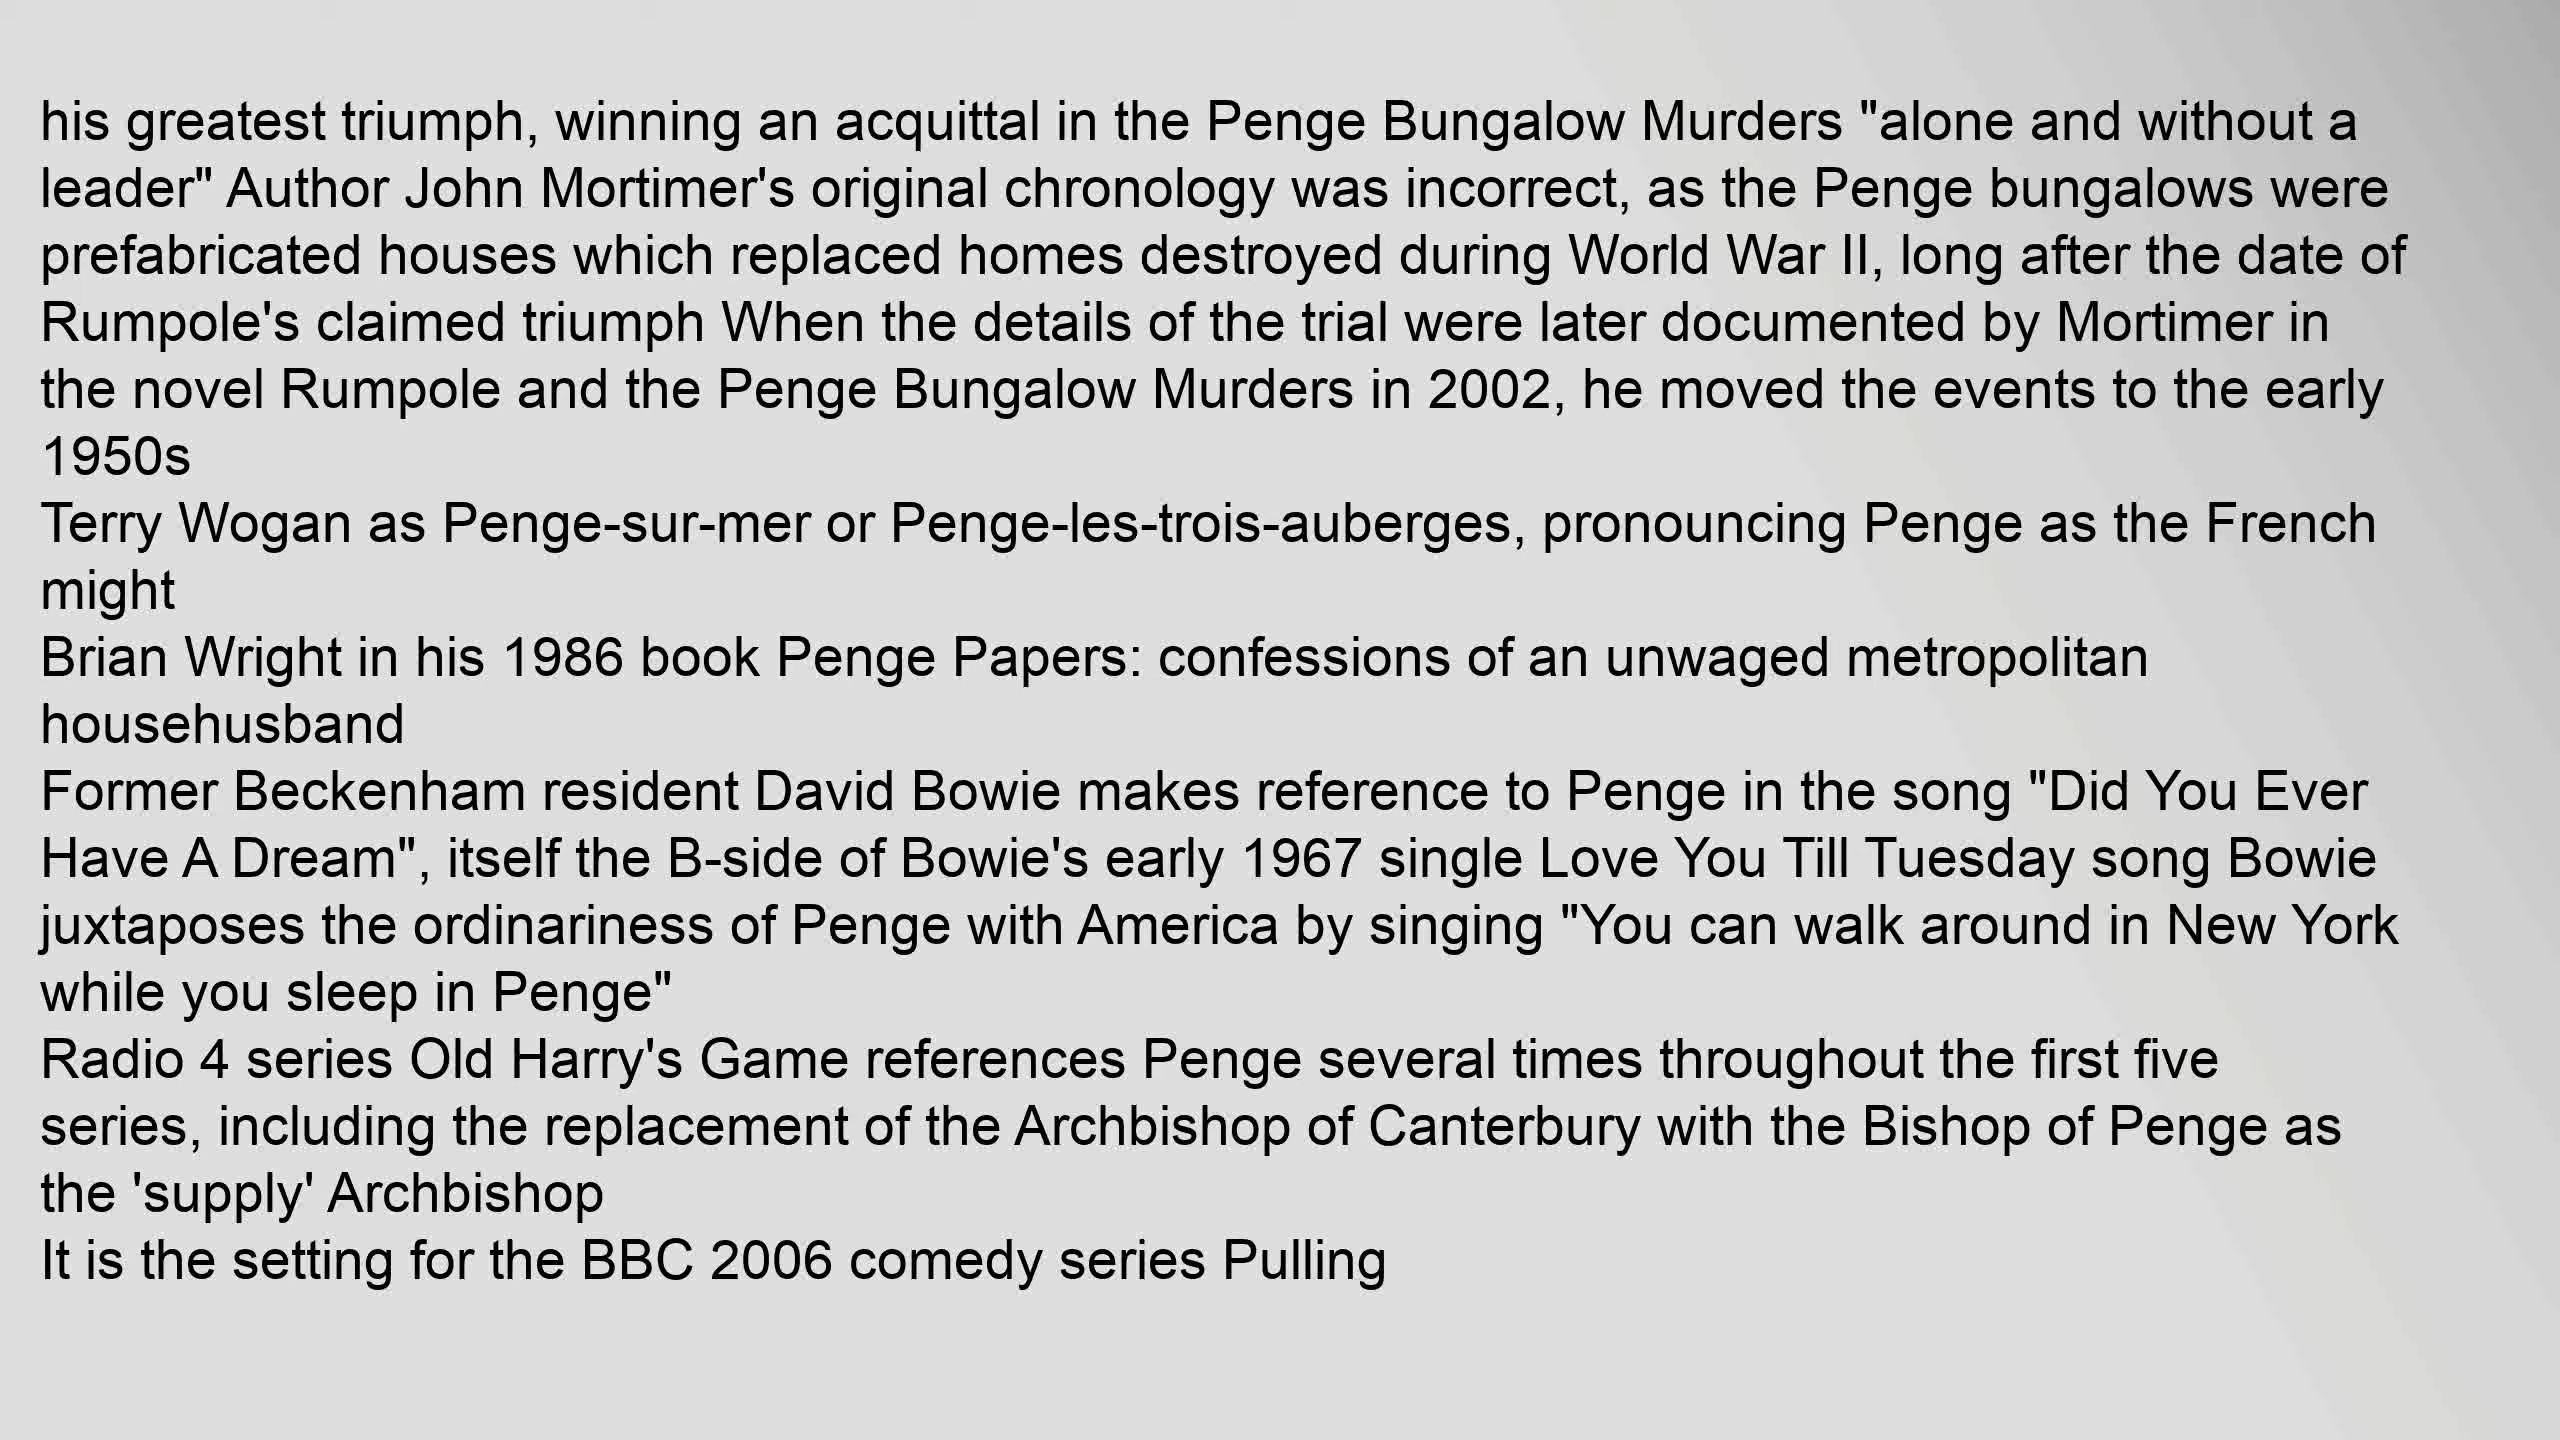 his greatest triumph, winning an acquittal in the Penge Bungalow Murders "alone and without a
leader" Author John Mortimer's original chronology was incorrect, as the Penge bungalows were
prefabricated houses which replaced homes destroyed during World War II, long after the date of
Rumpole's claimed triumph When the details of the trial were later documented by Mortimer in
the novel Rumpole and the Penge Bungalow Murders in 2002, he moved the events to the early
1950s
Terry Wogan as Penge-sur-mer or Penge-les-trois-auberges, pronouncing Penge as the French
might
Brian Wright in his 1986 book Penge Papers: confessions of an unwaged metropolitan
househusband
Former Beckenham resident David Bowie makes reference to Penge in the song "Did You Ever
Have A Dream", itself the B-side of Bowie's early 1967 single Love You Till Tuesday song Bowie
juxtaposes the ordinariness of Penge with America by singing "You can walk around in New York
while you sleep in Penge"
Radio 4 series Old Harry's Game references Penge several times throughout the first five
series, including the replacement of the Archbishop of Canterbury with the Bishop of Penge as
the 'supply' Archbishop
It is the setting for the BBC 2006 comedy series Pulling